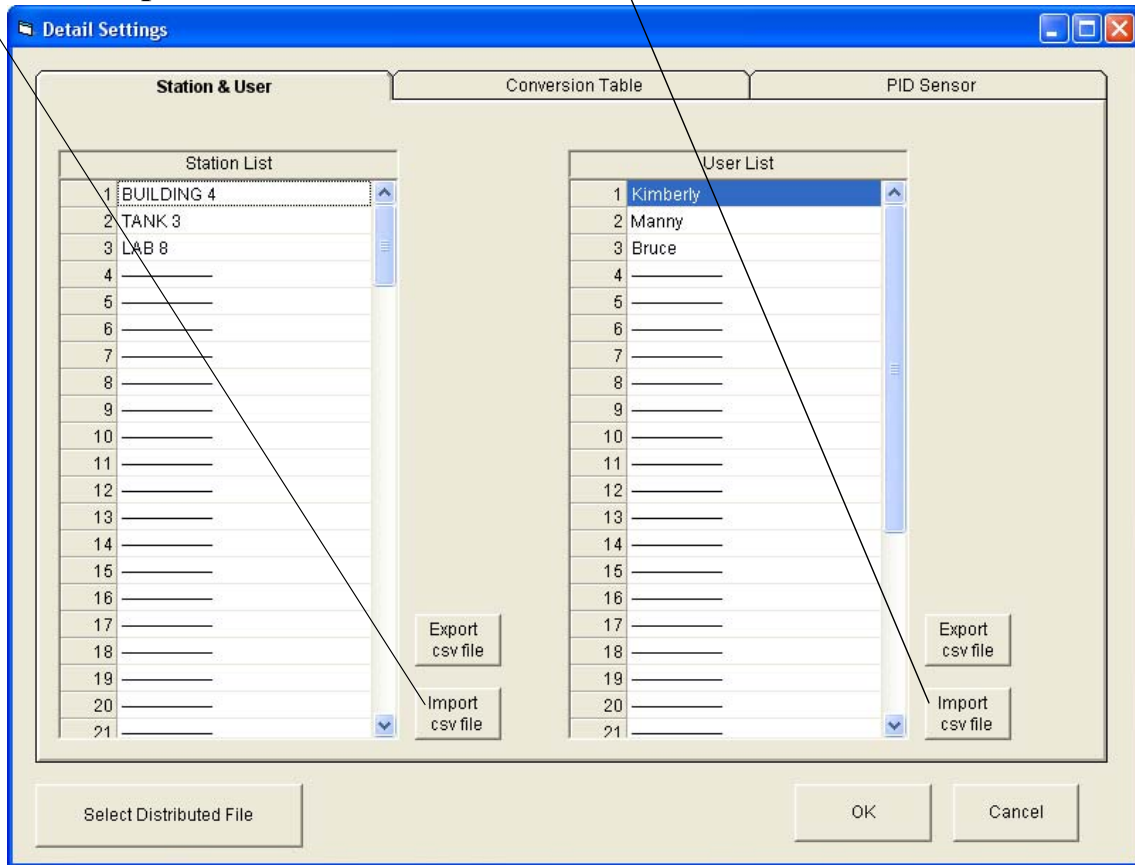 Detail Settings
Station & User
Conversion Table
PID Sensor
Station List
1 BUILDING 4
2 TANK 3
3 LAB 8
4
5
6
7
8
9
10
11
12
13
14
15
16
17
18
19
20
21
Export
csv file
Import
csv file
User List
1 Kimberly
2 Manny
3 Bruce
4
5
6
7
8
9
10
11
12
13
14
15
16
17
18
19
20
21
Export
csv file
Import
csv file
Select Distributed File
OK
Cancel